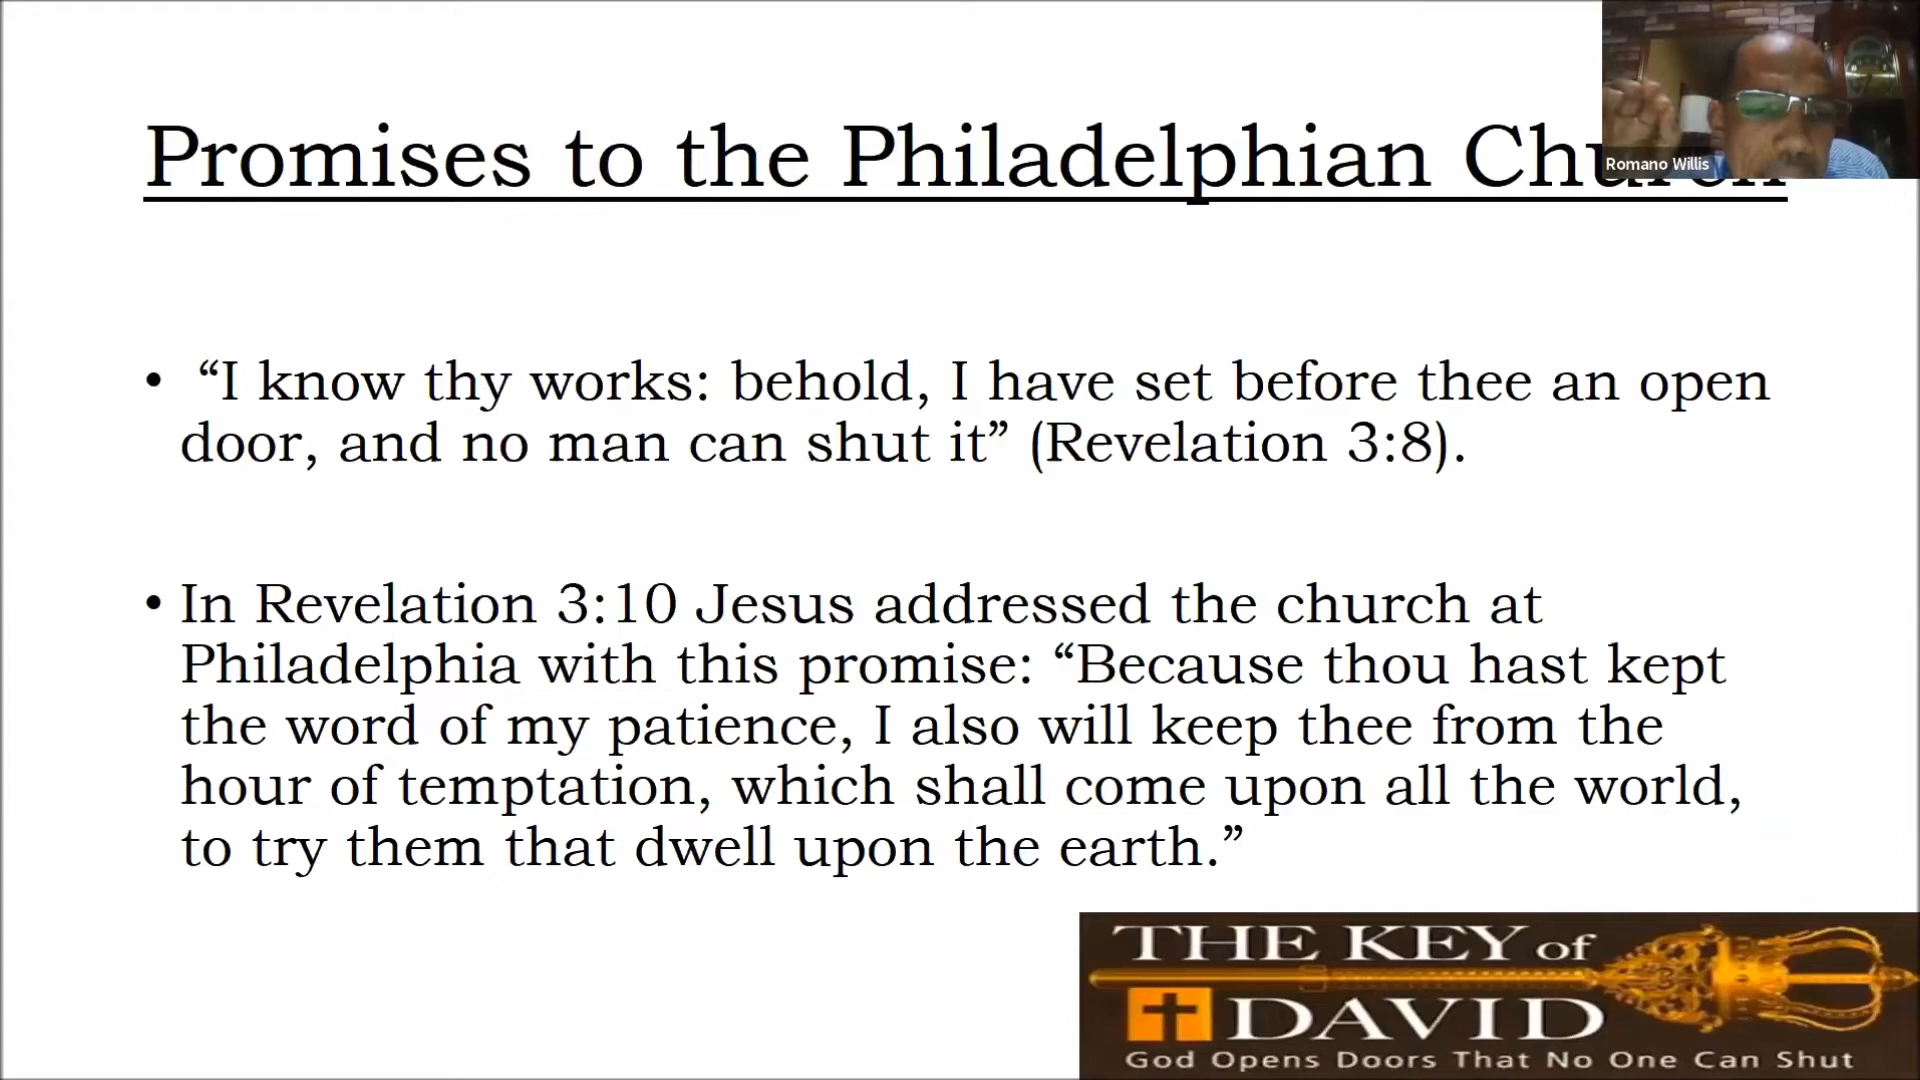 Promises to the Philadelphian Church
Romano Willis
• “I know thy works: behold, I have set before thee an open
door, and no man can shut it” (Revelation 3:8).
• In Revelation 3:10 Jesus addressed the church at
Philadelphia with this promise: “Because thou hast kept
the word of my patience, I also will keep thee from the
hour of temptation, which shall come upon all the world,
to try them that dwell upon the earth.”
THE KEY of
DAVID
God Opens Doors That No One Can Shut